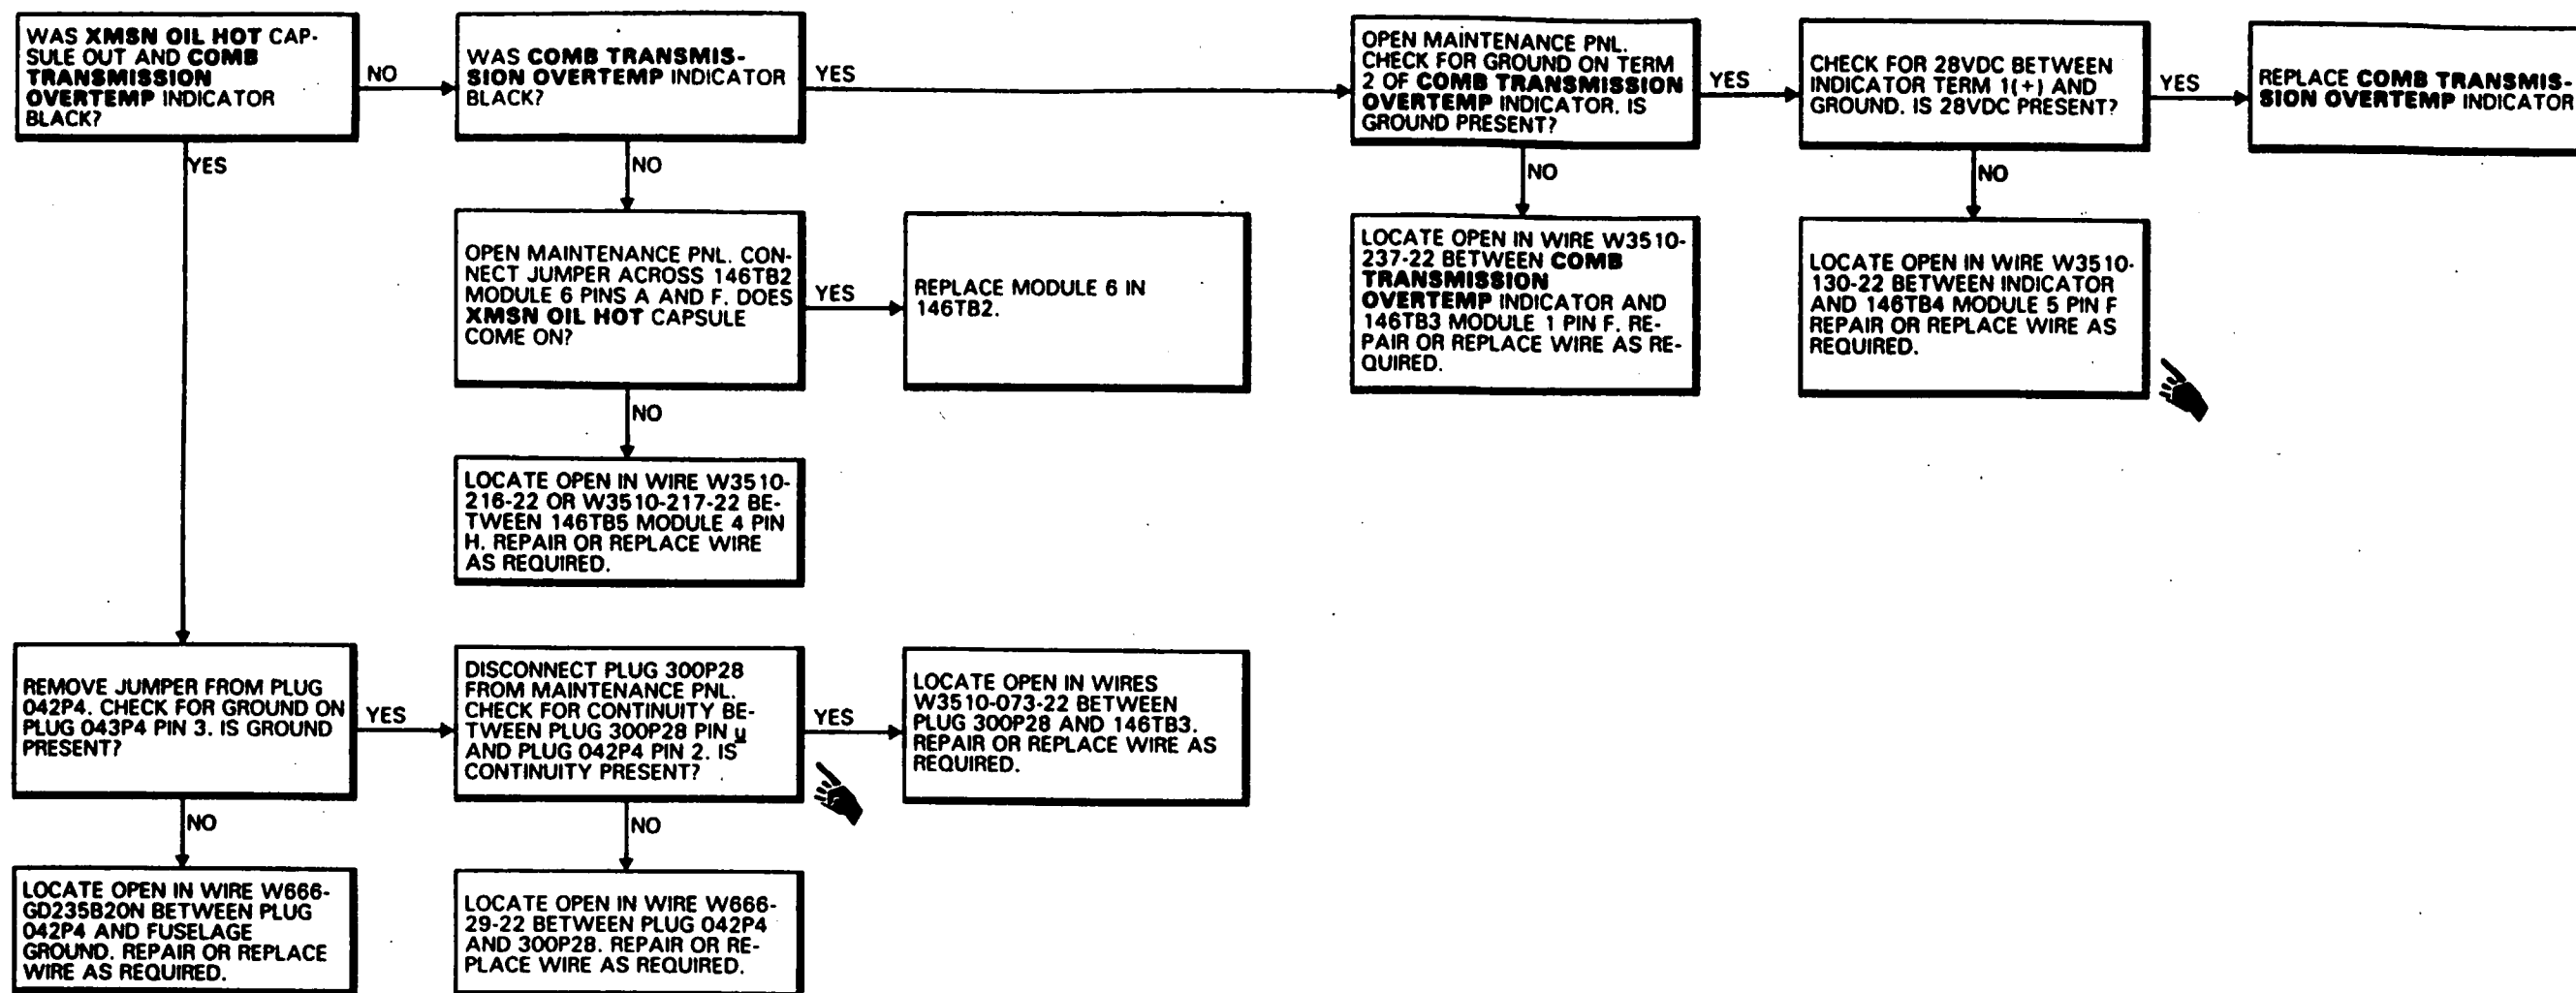 WAS XMSN OIL HOT CAP-
SULE OUT AND COMB
TRANSMISSION
OVERTEMP INDICATOR
BLACK?
NO
YES
WAS COMB TRANSMIS-
SION OVERTEMP INDICATOR
BLACK?
YES
NO
OPEN MAINTENANCE PNL.
CHECK FOR GROUND ON TERM
2 OF COMB TRANSMISSION
OVERTEMP INDICATOR. IS
GROUND PRESENT?
YES
NO
CHECK FOR 28VDC BETWEEN
INDICATOR TERM 1(+) AND
GROUND. IS 28VDC PRESENT?
YES
NO
REPLACE COMB TRANSMIS-
SION OVERTEMP INDICATOR
OPEN MAINTENANCE PNL. CON-
NECT JUMPER ACROSS 146TB2
MODULE 6 PINS A AND F. DOES
XMSN OIL HOT CAPSULE
COME ON?
YES
NO
REPLACE MODULE 6 IN
146TB2.
LOCATE OPEN IN WIRE W3510-
237-22 BETWEEN COMB
TRANSMISSION
OVERTEMP INDICATOR AND
146TB3 MODULE 1 PIN F. RE-
PAIR OR REPLACE WIRE AS RE-
QUIRED.
LOCATE OPEN IN WIRE W3510-
130-22 BETWEEN INDICATOR
AND 146TB4 MODULE 5 PIN F
REPAIR OR REPLACE WIRE AS
REQUIRED.
LOCATE OPEN IN WIRE W3510-
216-22 OR W3510-217-22 BE-
TWEEN 146TB5 MODULE 4 PIN
H. REPAIR OR REPLACE WIRE
AS REQUIRED.
REMOVE JUMPER FROM PLUG
042P4. CHECK FOR GROUND ON
PLUG 043P4 PIN 3. IS GROUND
PRESENT?
YES
NO
DISCONNECT PLUG 300P28
FROM MAINTENANCE PNL.
CHECK FOR CONTINUITY BE-
TWEEN PLUG 300P28 PIN u
AND PLUG 042P4 PIN 2. IS
CONTINUITY PRESENT?
YES
NO
LOCATE OPEN IN WIRES
W3510-073-22 BETWEEN
PLUG 300P28 AND 146TB3.
REPAIR OR REPLACE WIRE AS
REQUIRED.
LOCATE OPEN IN WIRE W666-
GD235B20N BETWEEN PLUG
042P4 AND FUSELAGE
GROUND. REPAIR OR REPLACE
WIRE AS REQUIRED.
LOCATE OPEN IN WIRE W666-
29-22 BETWEEN PLUG 042P4
AND 300P28. REPAIR OR RE-
PLACE WIRE AS REQUIRED.